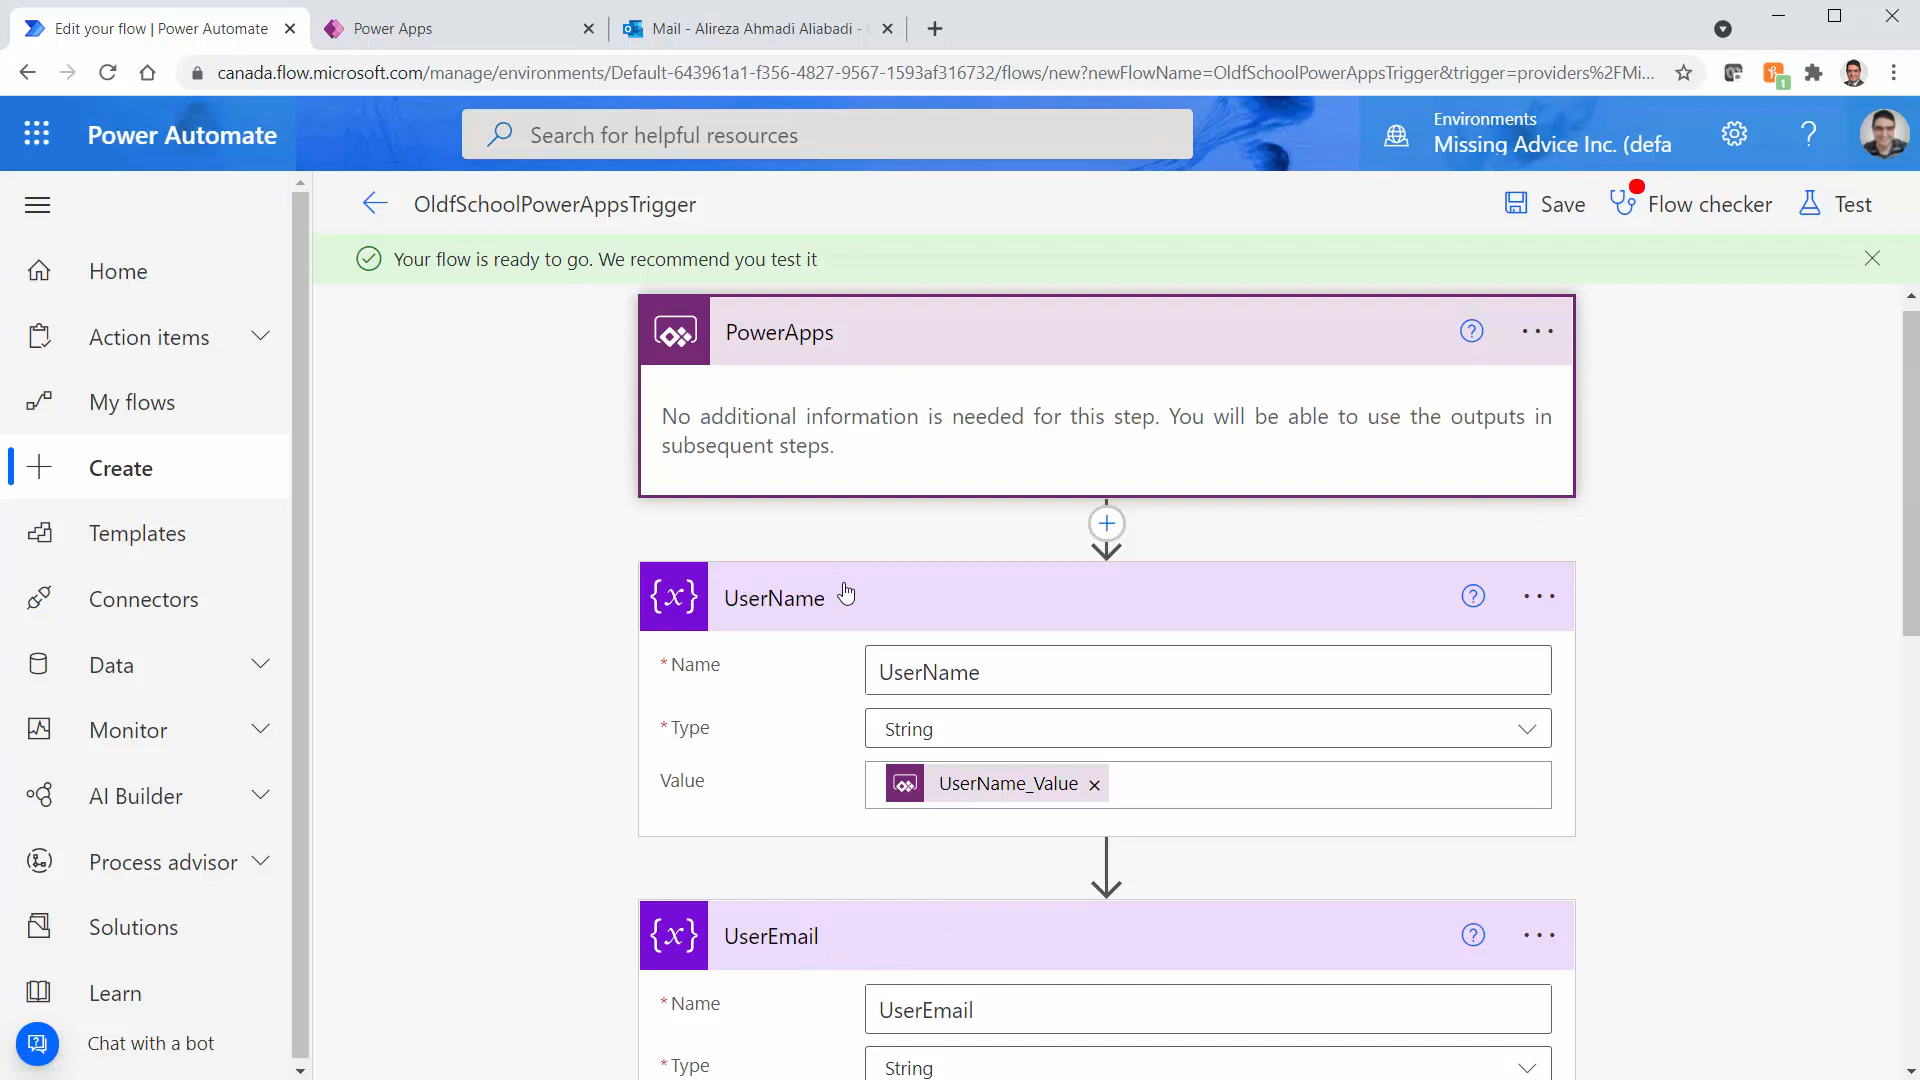 Edit your flow | Power Automate
Power Apps
Mail - Alireza Ahmadi Aliabadi -
canada.flow.microsoft.com/manage/environments/Default-643961a1-f356-4827-9567-1593af316732/flows/new?newFlowName=OldfSchoolPowerAppsTrigger&trigger=providers%2FMi...
1
Power Automate
Search for helpful resources
Environments
Missing Advice Inc. (defa
OldfSchoolPowerAppsTrigger
Save
Flow checker
Test
Your flow is ready to go. We recommend you test it
Home
Action items
My flows
Create
Templates
Connectors
Data
Monitor
AI Builder
Process advisor
Solutions
Learn
Chat with a bot
PowerApps
No additional information is needed for this step. You will be able to use the outputs in
subsequent steps.
{x} UserName
* Name
UserName
* Type
String
Value
UserName_Value
{x} UserEmail
* Name
UserEmail
* Type
String